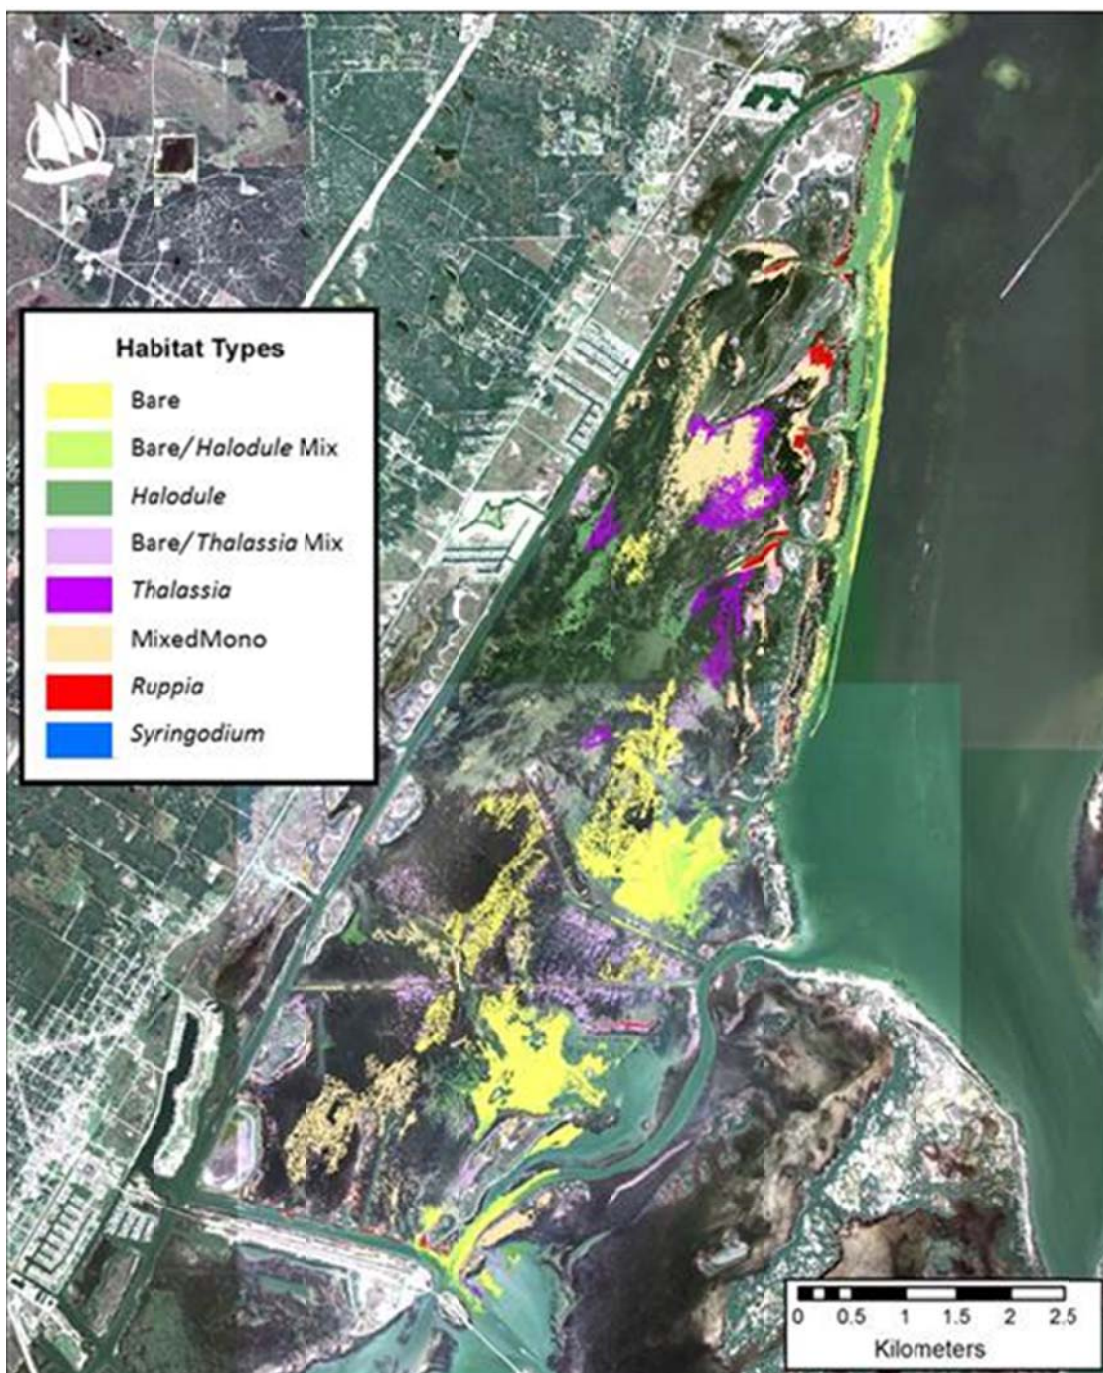 Habitat Types
Bare
Bare/Halodule Mix
Halodule
Bare/Thalassia Mix
Thalassia
MixedMono
Ruppia
Syringodium
0 0.5 1 1.5 2 2.5
Kilometers